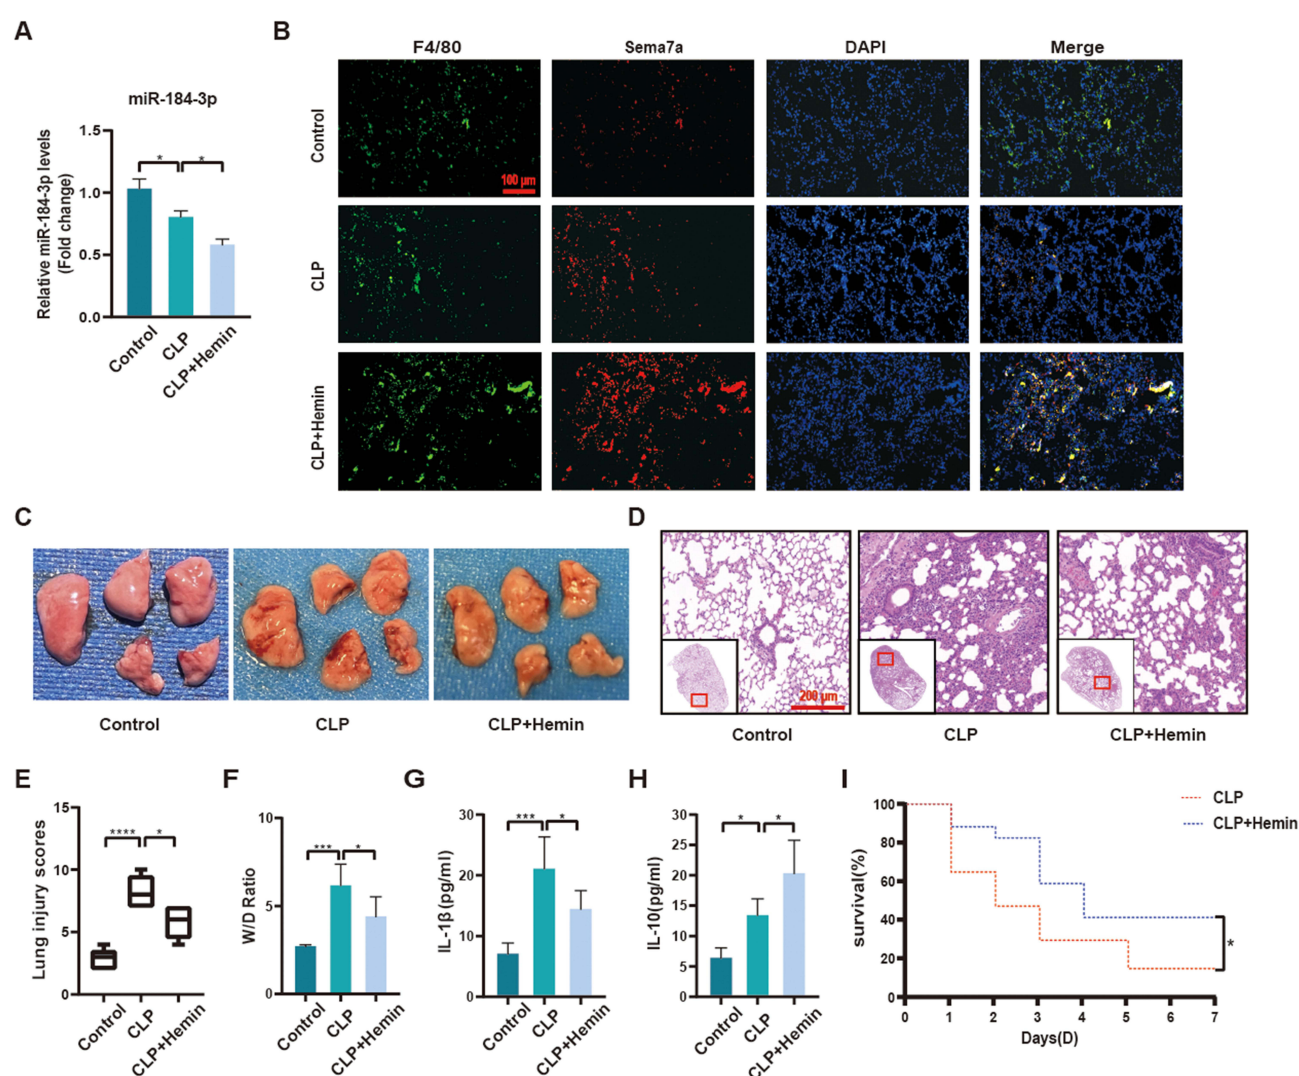 A
miR-184-3p
Relative miR-184-3p levels
(Fold change)
1.5
1.0
0.5
0.0
*
*
Control
CLP
CLP+Hemin
B
F4/80
Sema7a
DAPI
Merge
Control
100 μm
CLP
CLP+Hemin
C
Control
CLP
CLP+Hemin
D
200 μm
Control
CLP
CLP+Hemin
E
Lung injury scores
15
10
5
0
****
*
Control
CLP
CLP+Hemin
F
W/D Ratio
10
5
0
***
*
Control
CLP
CLP+Hemin
G
IL-1β(pg/ml)
30
20
10
0
***
*
Control
CLP
CLP+Hemin
H
IL-10(pg/ml)
30
25
20
15
10
5
0
*
*
Control
CLP
CLP+Hemin
I
CLP
CLP+Hemin
survival(%)
100
80
60
40
20
0
*
0 1 2 3 4 5 6 7
Days(D)